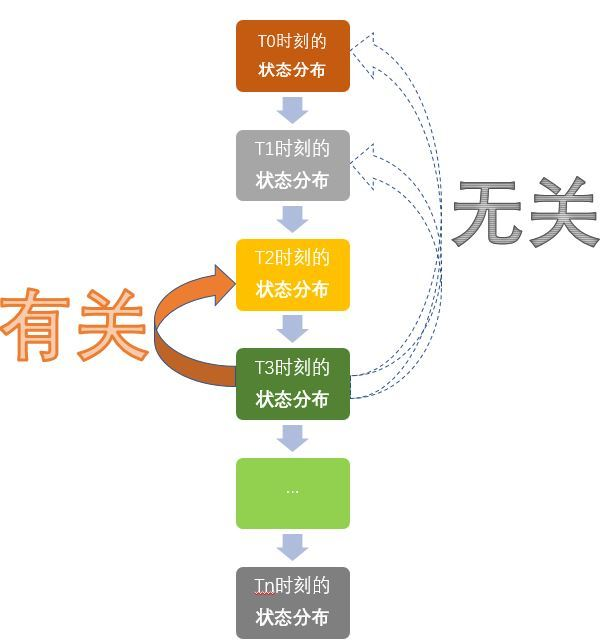 T0时刻的
状态分布
T1时刻的
状态分布
无关
T2时刻的
状态分布
有关
T3时刻的
状态分布
...
Tn时刻的
状态分布